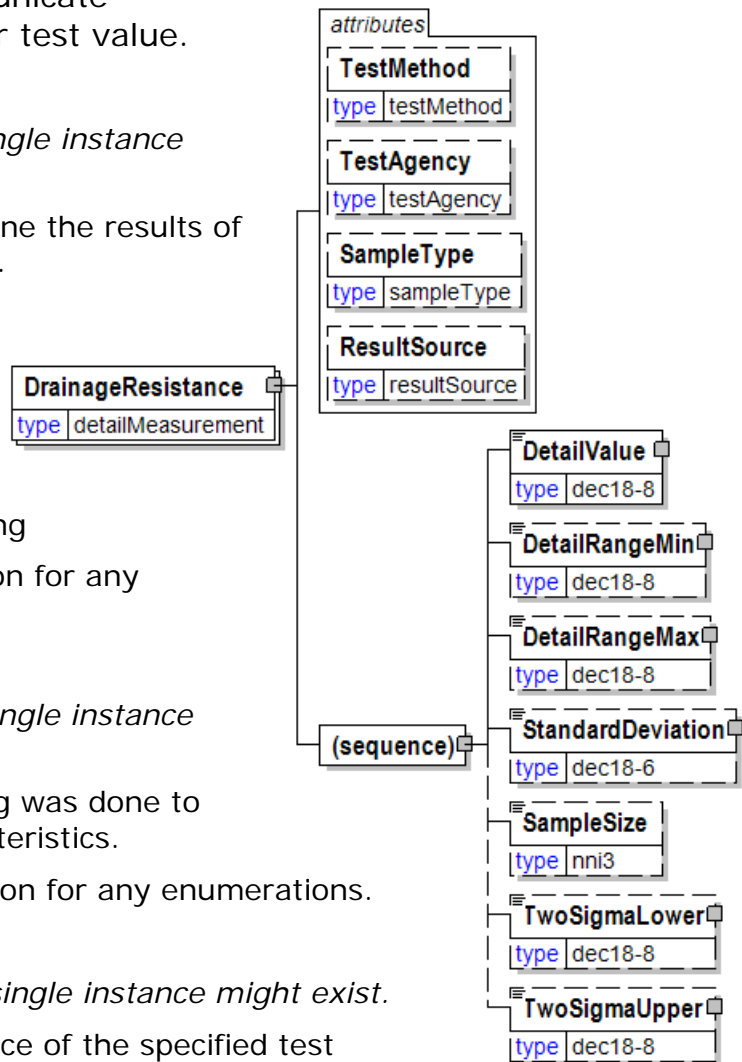 unicate
r test value.
ngle instance
ne the results of
.
ng
on for any
ngle instance
g was done to
teristics.
on for any enumerations.
single instance might exist.
ce of the specified test
attributes
TestMethod
type testMethod
TestAgency
type testAgency
SampleType
type sampleType
ResultSource
type resultSource
DrainageResistance
type detailMeasurement
(sequence)
DetailValue
type dec18-8
DetailRangeMin
type dec18-8
DetailRangeMax
type dec18-8
StandardDeviation
type dec18-6
SampleSize
type nni3
TwoSigmaLower
type dec18-8
TwoSigmaUpper
type dec18-8